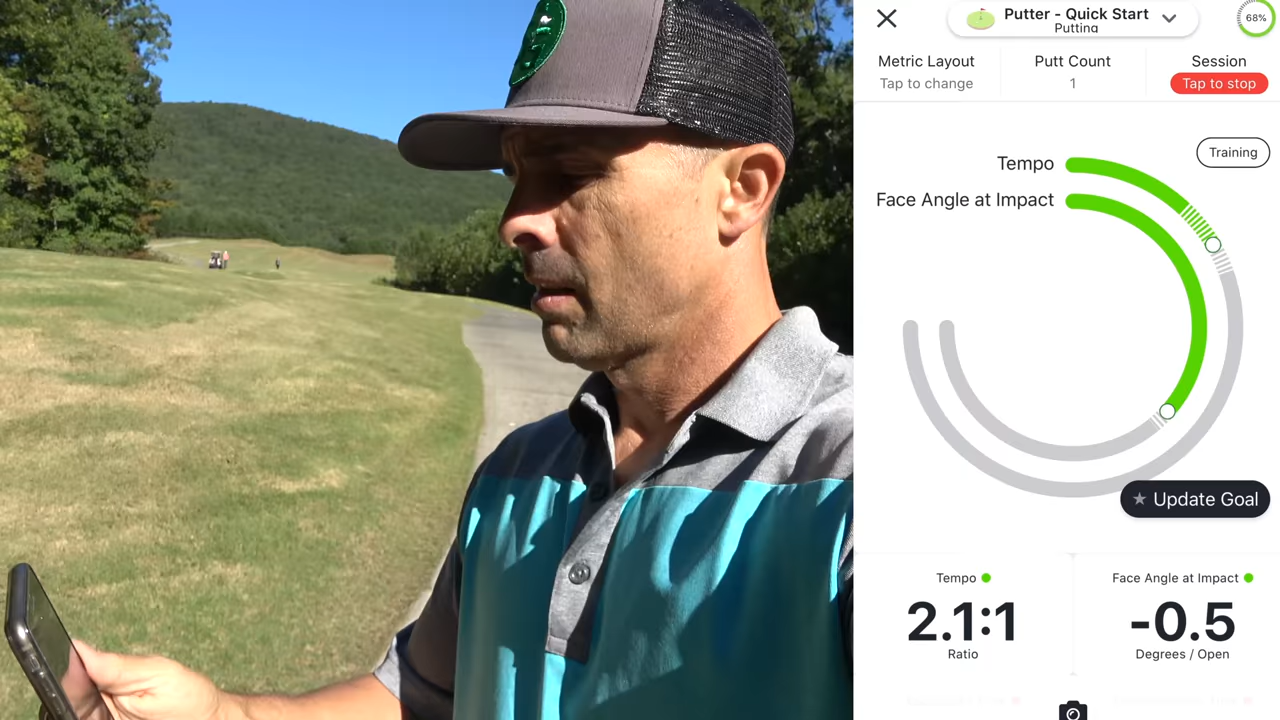 Putter - Quick Start
Putting
68%
Metric Layout
Tap to change
Putt Count
1
Session
Tap to stop
Training
Tempo
Face Angle at Impact
Update Goal
Tempo
2.1:1
Ratio
Face Angle at Impact
-0.5
Degrees / Open